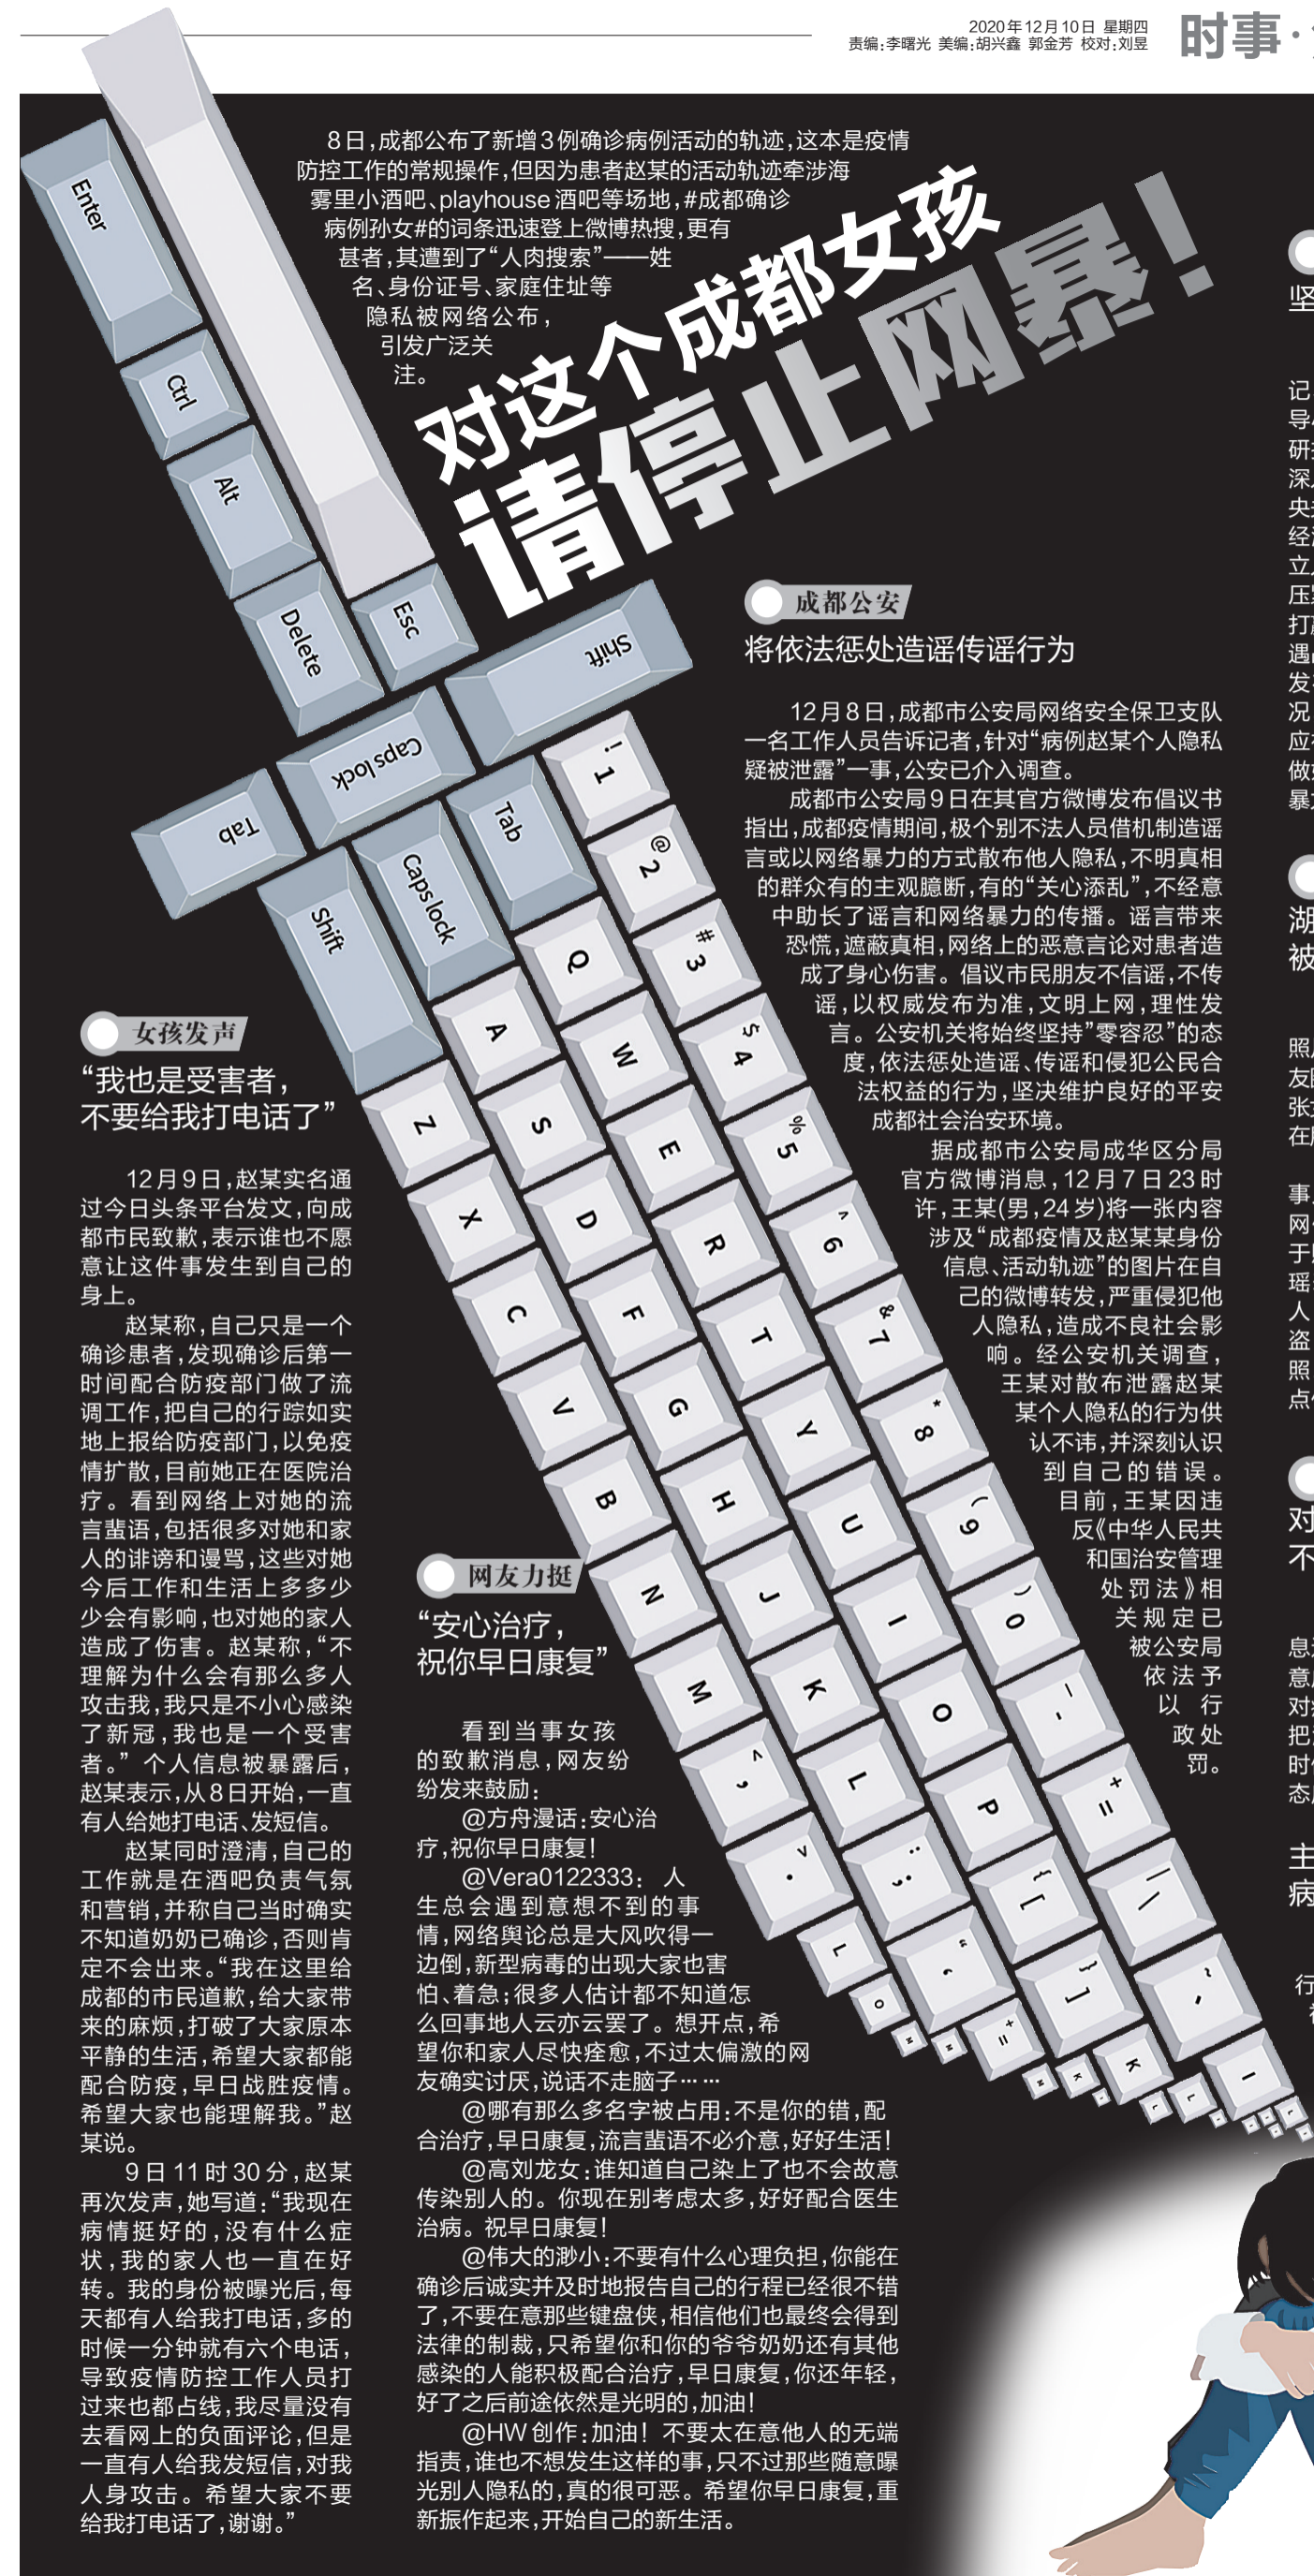 2020年12月10日 星期四
责编:李曙光 美编:胡兴鑫 郭金芳 校对:刘昱
时事·
8日,成都公布了新增3例确诊病例活动的轨迹,这本是疫情
防控工作的常规操作,但因为患者赵某的活动轨迹牵涉海
雾里小酒吧、playhouse酒吧等场地,#成都确诊
病例孙女#的词条迅速登上微博热搜,更有
甚者,其遭到了“人肉搜索”——姓
名、身份证号、家庭住址等
隐私被网络公布,
引发广泛关
注。
对这个成都女孩
请停止网暴!
成都公安
将依法惩处造谣传谣行为
12月8日,成都市公安局网络安全保卫支队
一名工作人员告诉记者,针对“病例赵某个人隐私
疑被泄露”一事,公安已介入调查。
成都市公安局9日在其官方微博发布倡议书
指出,成都疫情期间,极个别不法人员借机制造谣
言或以网络暴力的方式散布他人隐私,不明真相
的群众有的主观臆断,有的“关心添乱”,不经意
中助长了谣言和网络暴力的传播。谣言带来
恐慌,遮蔽真相,网络上的恶意言论对患者造
成了身心伤害。倡议市民朋友不信谣,不传
谣,以权威发布为准,文明上网,理性发
言。公安机关将始终坚持”零容忍”的态
度,依法惩处造谣、传谣和侵犯公民合
法权益的行为,坚决维护良好的平安
成都社会治安环境。
据成都市公安局成华区分局
官方微博消息,12月7日23时
许,王某(男,24岁)将一张内容
涉及“成都疫情及赵某某身份
信息、活动轨迹”的图片在自
己的微博转发,严重侵犯他
人隐私,造成不良社会影
响。经公安机关调查,
王某对散布泄露赵某
某个人隐私的行为供
认不讳,并深刻认识
到自己的错误。
目前,王某因违
反《中华人民共
和国治安管理
处罚法》相
关规定已
被公安局
依法予
以行
政处
罚。
女孩发声
“我也是受害者,
不要给我打电话了”
12月9日,赵某实名通
过今日头条平台发文,向成
都市民致歉,表示谁也不愿
意让这件事发生到自己的
身上。
赵某称,自己只是一个
确诊患者,发现确诊后第一
时间配合防疫部门做了流
调工作,把自己的行踪如实
地上报给防疫部门,以免疫
情扩散,目前她正在医院治
疗。看到网络上对她的流
言蜚语,包括很多对她和家
人的诽谤和谩骂,这些对她
今后工作和生活上多多少
少会有影响,也对她的家人
造成了伤害。赵某称,“不
理解为什么会有那么多人
攻击我,我只是不小心感染
了新冠,我也是一个受害
者。”个人信息被暴露后,
赵某表示,从8日开始,一直
有人给她打电话、发短信。
赵某同时澄清,自己的
工作就是在酒吧负责气氛
和营销,并称自己当时确实
不知道奶奶已确诊,否则肯
定不会出来。“我在这里给
成都的市民道歉,给大家带
来的麻烦,打破了大家原本
平静的生活,希望大家都能
配合防疫,早日战胜疫情。
希望大家也能理解我。”赵
某说。
9日11时30分,赵某
再次发声,她写道:“我现在
病情挺好的,没有什么症
状,我的家人也一直在好
转。我的身份被曝光后,每
天都有人给我打电话,多的
时候一分钟就有六个电话,
导致疫情防控工作人员打
过来也都占线,我尽量没有
去看网上的负面评论,但是
一直有人给我发短信,对我
人身攻击。希望大家不要
给我打电话了,谢谢。”
网友力挺
“安心治疗,
祝你早日康复”
看到当事女孩
的致歉消息,网友纷
纷发来鼓励:
@方舟漫话:安心治
疗,祝你早日康复!
@Vera0122333:人
生总会遇到意想不到的事
情,网络舆论总是大风吹得一
边倒,新型病毒的出现大家也害
怕、着急;很多人估计都不知道怎
么回事地人云亦云罢了。想开点,希
望你和家人尽快痊愈,不过太偏激的网
友确实讨厌,说话不走脑子……
@哪有那么多名字被占用:不是你的错,配
合治疗,早日康复,流言蜚语不必介意,好好生活!
@高刘龙女:谁知道自己染上了也不会故意
传染别人的。你现在别考虑太多,好好配合医生
治病。祝早日康复!
@伟大的渺小:不要有什么心理负担,你能在
确诊后诚实并及时地报告自己的行程已经很不错
了,不要在意那些键盘侠,相信他们也最终会得到
法律的制裁,只希望你和你的爷爷奶奶还有其他
感染的人能积极配合治疗,早日康复,你还年轻,
好了之后前途依然是光明的,加油!
@HW创作:加油!不要太在意他人的无端
指责,谁也不想发生这样的事,只不过那些随意曝
光别人隐私的,真的很可恶。希望你早日康复,重
新振作起来,开始自己的新生活。
Enter
Ctrl
Alt
Delete
Esc
Shift
Caps lock
Tab
Tab
Caps lock
Shift
! 1
@ 2
# 3
$ 4
% 5
^ 6
& 7
* 8
( 9
) 0
— -
+ =
| \
~ 、
Q
W
E
R
T
Y
U
I
O
P
{ [
} ]
A
S
D
F
G
H
J
K
L
: ;
Z
X
C
V
B
N
M
< ,
> .